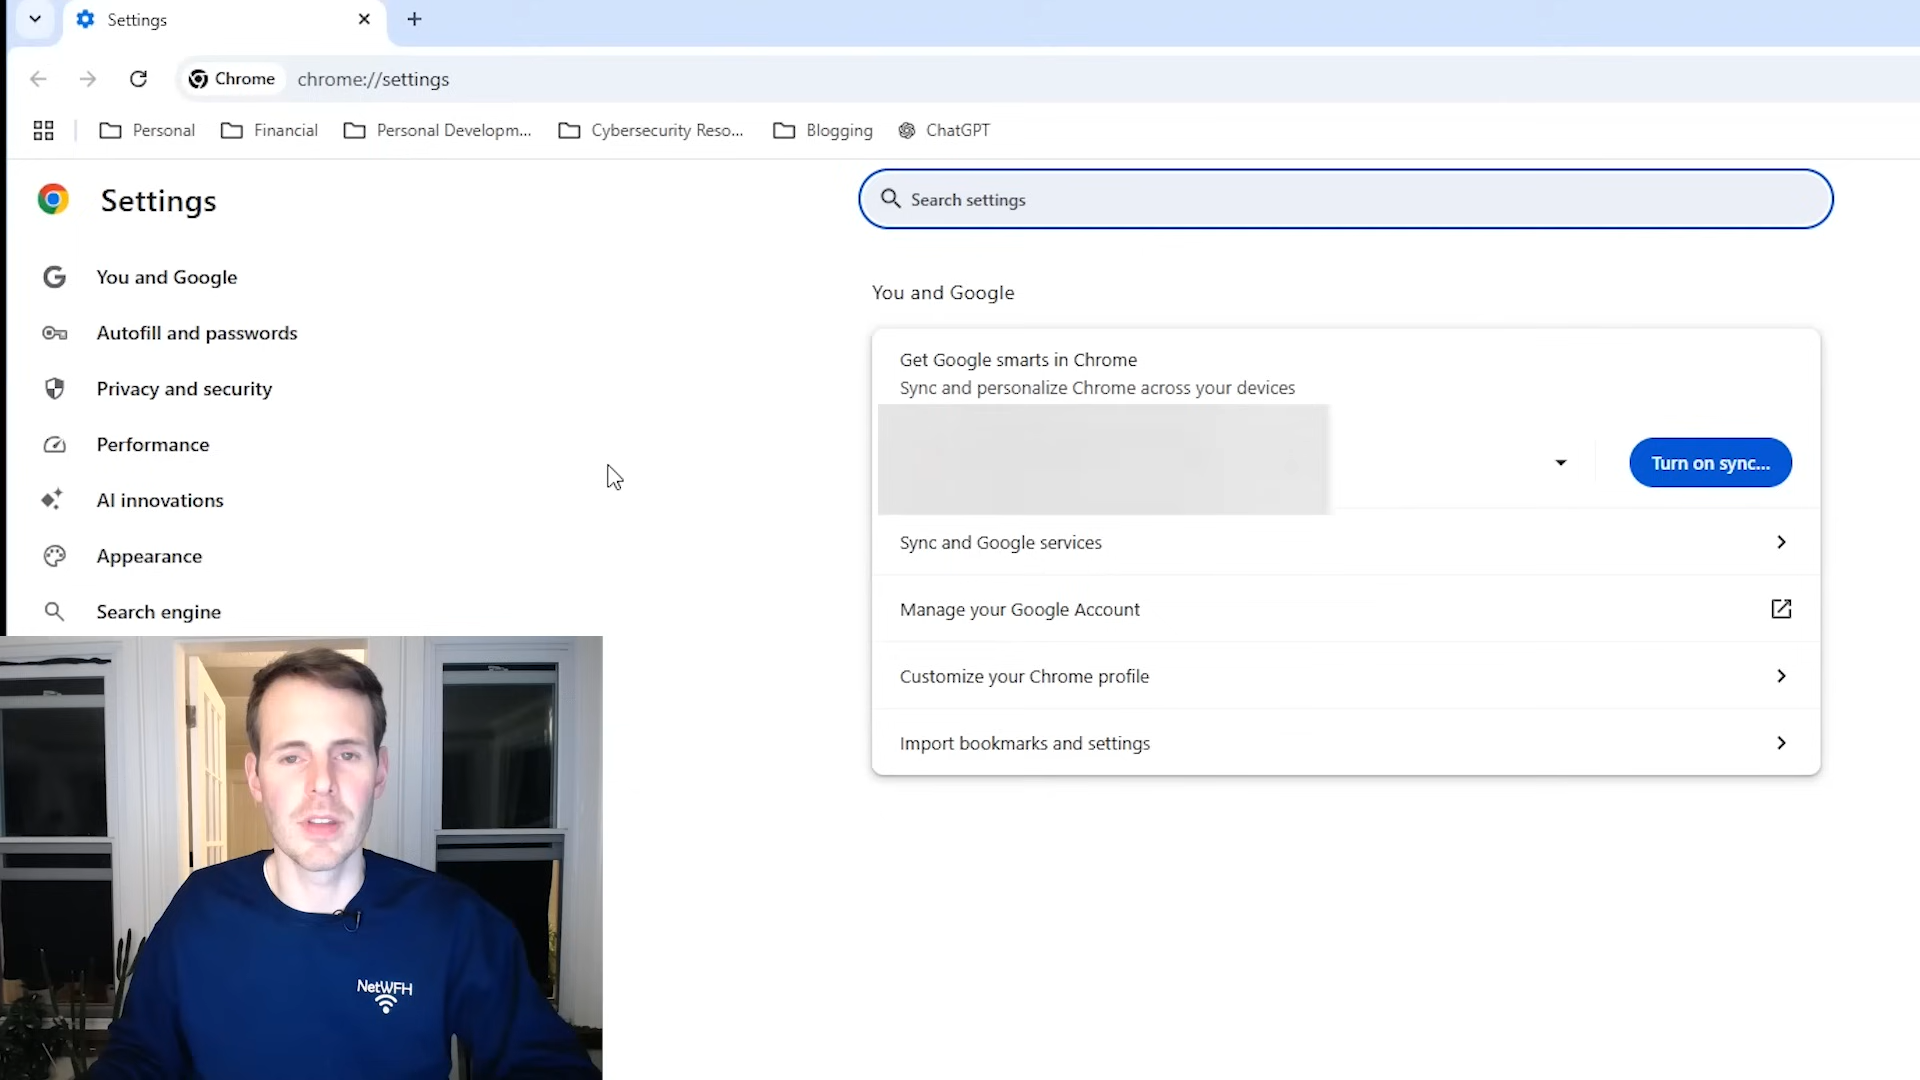 Settings
Chrome
chrome://settings
Personal
Financial
Personal Developm...
Cybersecurity Reso...
Blogging
ChatGPT
Settings
Search settings
You and Google
Autofill and passwords
Privacy and security
Performance
AI innovations
Appearance
Search engine
You and Google
Get Google smarts in Chrome
Sync and personalize Chrome across your devices
Turn on sync...
Sync and Google services
Manage your Google Account
Customize your Chrome profile
Import bookmarks and settings
NetWFH